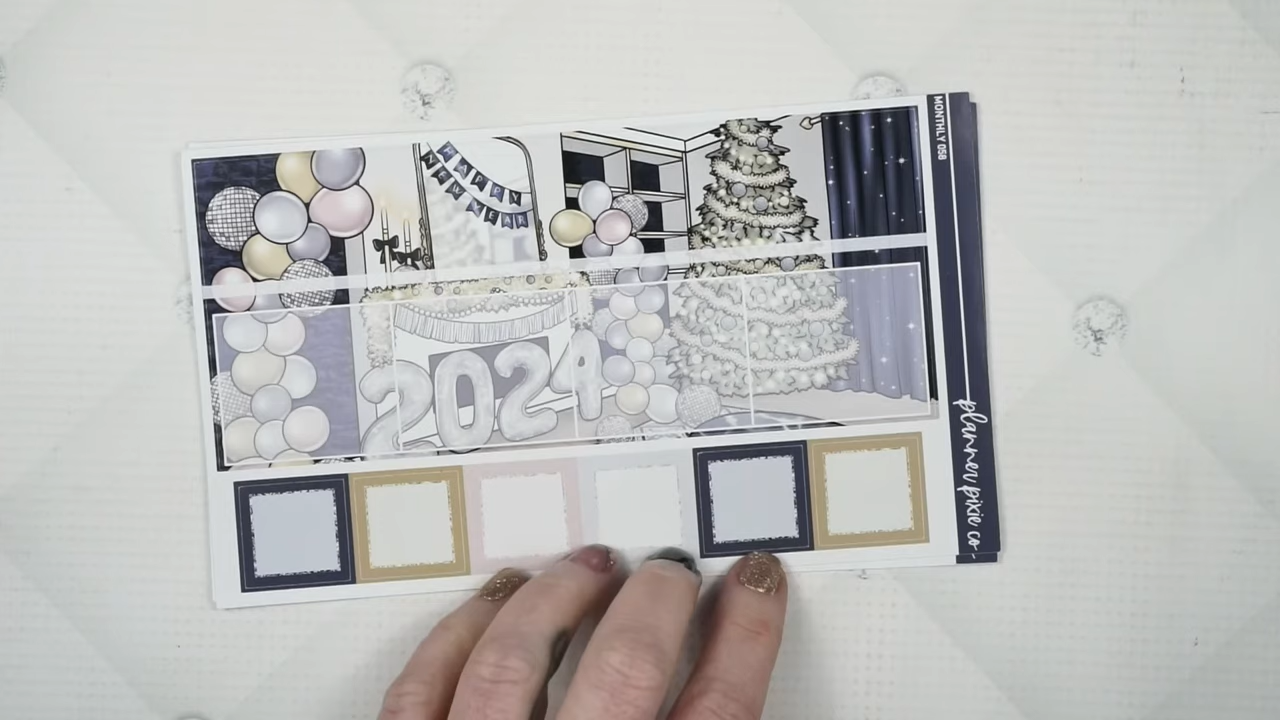 HAPPY
NEW YEAR
2024
MONTHLY 058
planner pixie co.